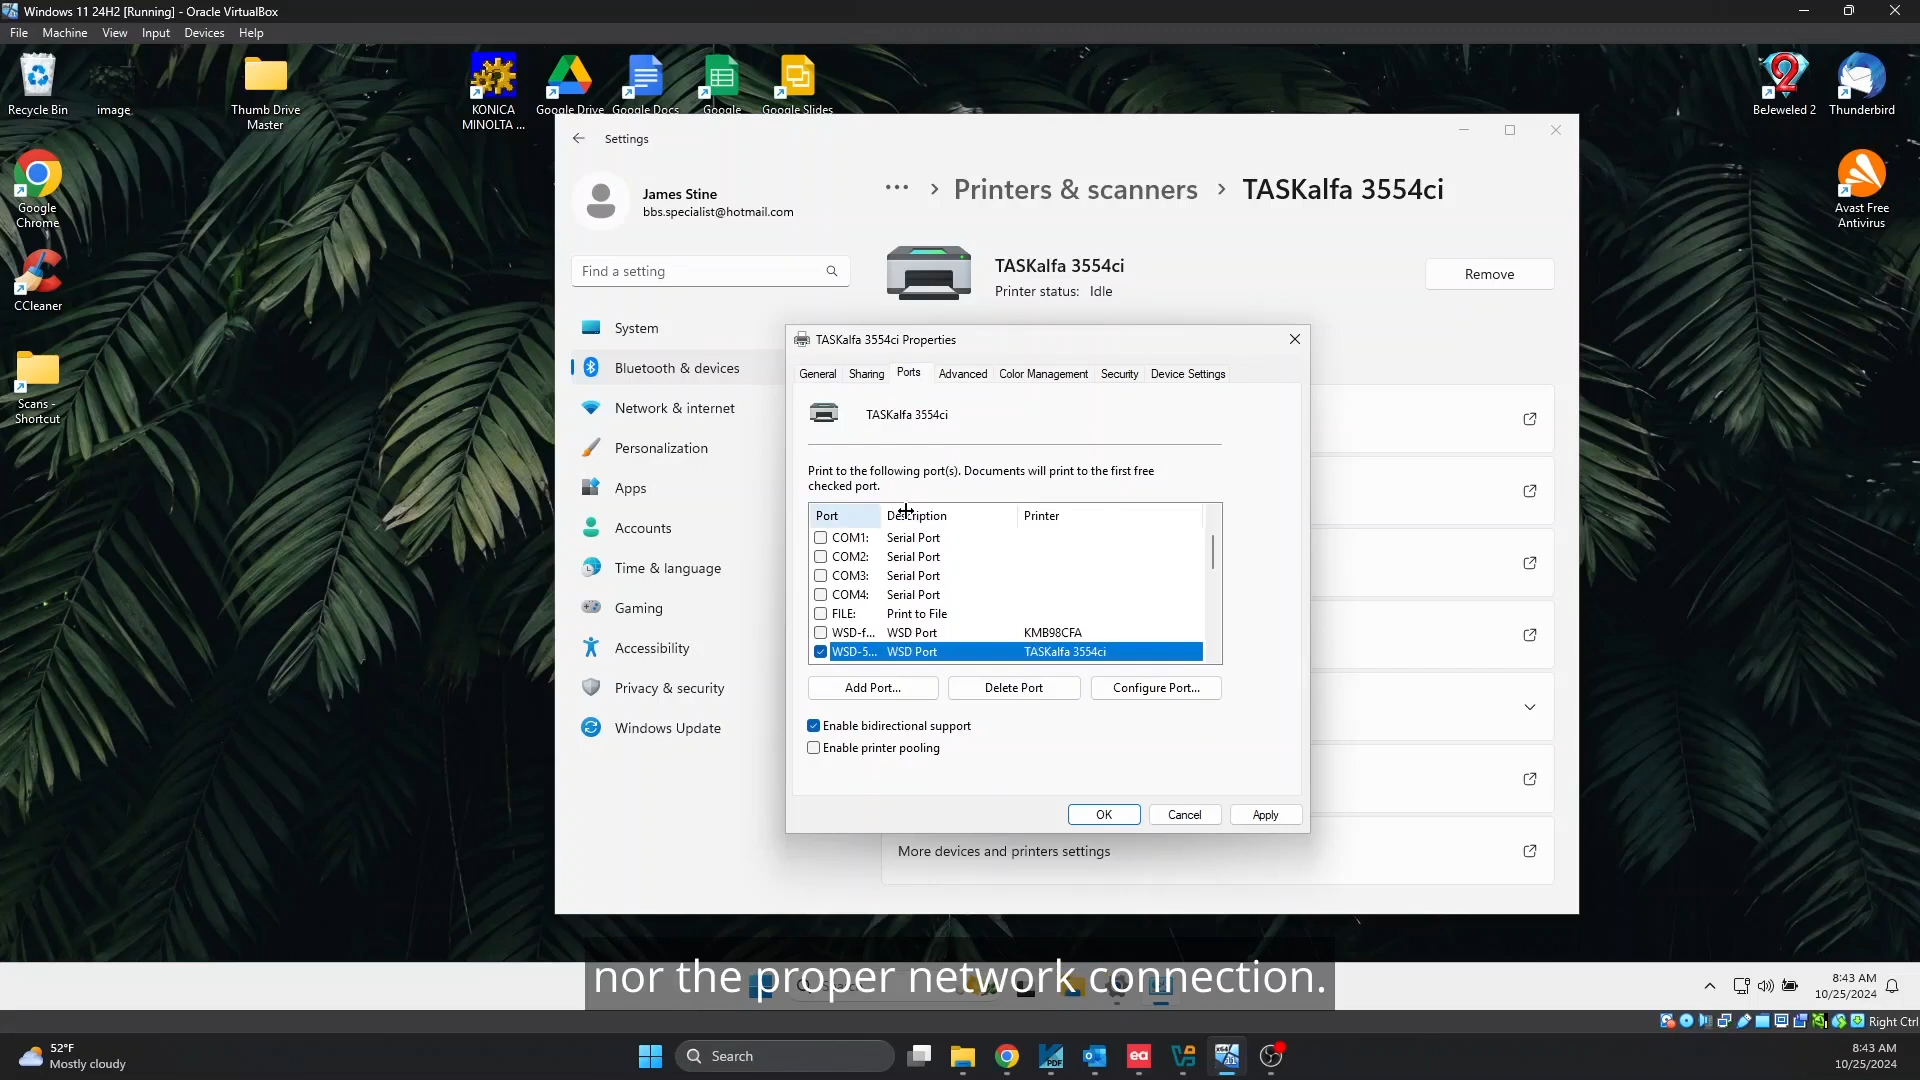 Windows 11 24H2 [Running] - Oracle VirtualBox
File Machine View Input Devices Help
Recycle Bin
image
Thumb Drive
Master
KONICA
MINOLTA ...
Google Drive
Google Docs
Google
Google Slides
BeJeweled 2
Thunderbird
Google
Chrome
Avast Free
Antivirus
CCleaner
Scans -
Shortcut
Settings
James Stine
bbs.specialist@hotmail.com
Find a setting
System
Bluetooth & devices
Network & internet
Personalization
Apps
Accounts
Time & language
Gaming
Accessibility
Privacy & security
Windows Update
··· > Printers & scanners > TASKalfa 3554ci
TASKalfa 3554ci
Printer status: Idle
Remove
TASKalfa 3554ci Properties
General Sharing Ports Advanced Color Management Security Device Settings
TASKalfa 3554ci
Print to the following port(s). Documents will print to the first free
checked port.
Port Description Printer
COM1: Serial Port
COM2: Serial Port
COM3: Serial Port
COM4: Serial Port
FILE: Print to File
WSD-f... WSD Port KMB98CFA
WSD-5... WSD Port TASKalfa 3554ci
Add Port... Delete Port Configure Port...
Enable bidirectional support
Enable printer pooling
OK Cancel Apply
More devices and printers settings
nor the proper network connection.
8:43 AM
10/25/2024
Right Ctrl
52°F
Mostly cloudy
Search
8:43 AM
10/25/2024